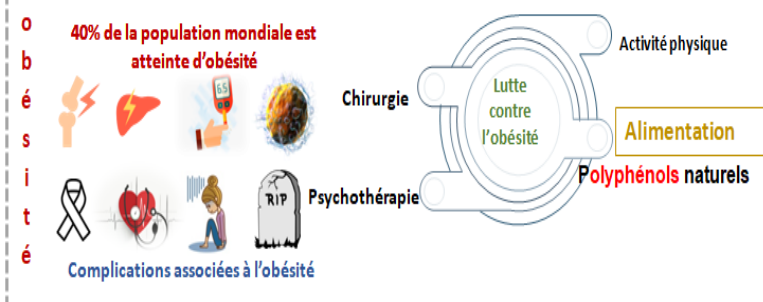 obésité
40% de la population mondiale est
atteinte d'obésité
6.5
RIP
Complications associées à l'obésité
Chirurgie
Psychothérapie
Lutte
contre
l'obésité
Activité physique
Alimentation
Polyphénols naturels